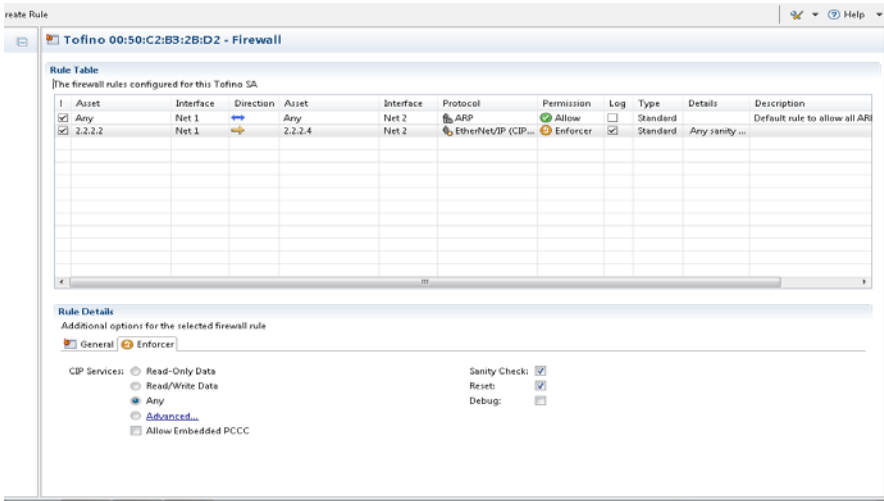 reate Rule
Help
Tofino 00:50:C2:B3:2B:D2 - Firewall
Rule Table
The firewall rules configured for this Tofino SA
! Asset Interface Direction Asset Interface Protocol Permission Log Type Details Description
Any Net 1 Any Net 2 ARP Allow Standard Default rule to allow all ARI
2.2.2.2 Net 1 2.2.2.4 Net 2 EtherNet/IP (CIP... Enforcer Standard Any sanity ...
Rule Details
Additional options for the selected firewall rule
General Enforcer
CIP Services: Read-Only Data Sanity Check:
Read/Write Data Reset:
Any Debug:
Advanced...
Allow Embedded PCCC